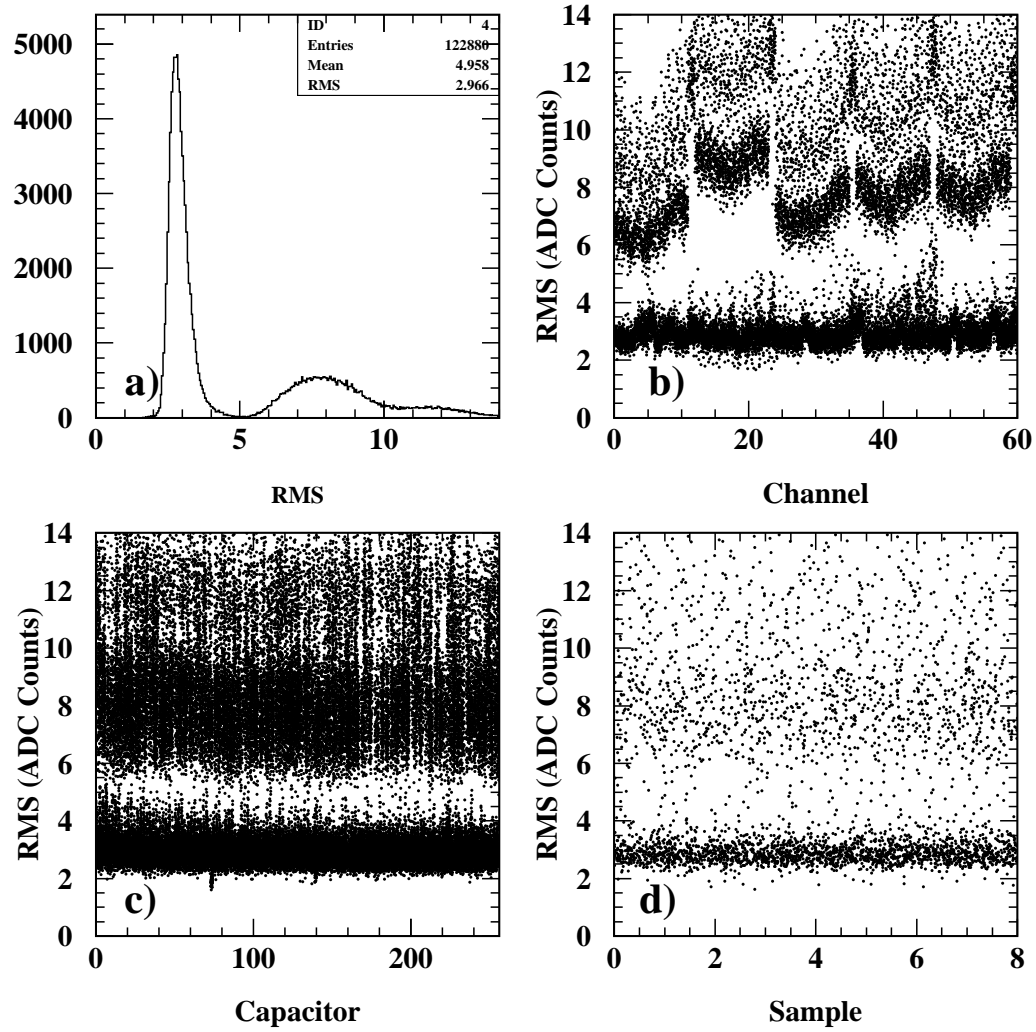 ID 4
Entries 122880
Mean 4.958
RMS 2.966
5000
4000
3000
2000
1000
0
a)
0 5 10
RMS
14
12
10
8
6
4
2
0
RMS (ADC Counts)
b)
0 20 40 60
Channel
14
12
10
8
6
4
2
0
RMS (ADC Counts)
c)
0 100 200
Capacitor
14
12
10
8
6
4
2
0
RMS (ADC Counts)
d)
0 2 4 6 8
Sample